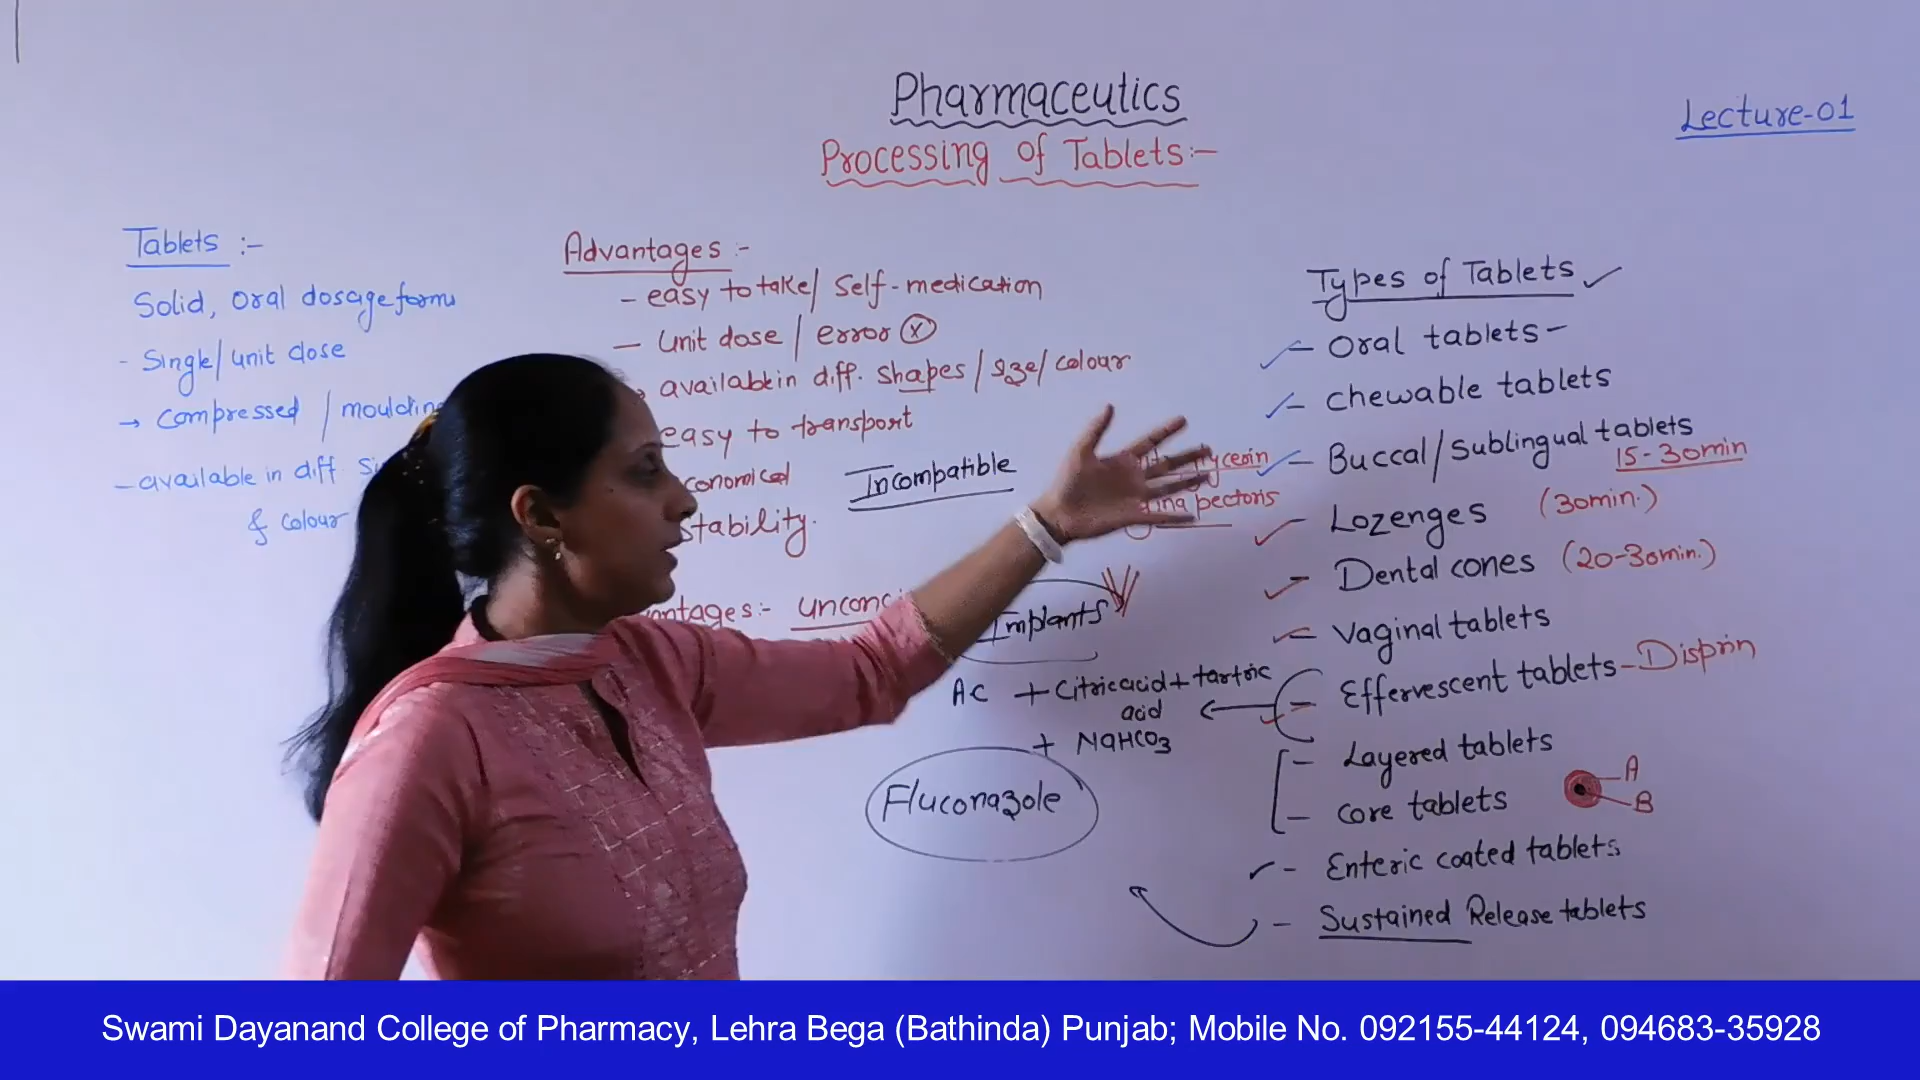 Pharmaceutics
Lecture-01
Processing of Tablets:-
Tablets :-
Solid, Oral dosage forms
- Single/unit dose
→ Compressed / moulding
- available in diff.
& colour
Advantages :-
- easy to take/ Self-medication
- Unit dose / error ⓧ
available in diff. shapes / size / colour
easy to transport
Incompatible
stability.
Implants
AC + Citric acid + tartaric
acid
+ NaHCO3
Fluconazole
pectoris
Types of Tablets ✓
✓- Oral tablets-
✓- chewable tablets
✓- Buccal/Sublingual tablets
15-30min
✓- Lozenges (30min.)
✓- Dental cones (20-30min.)
✓- Vaginal tablets
✓- Effervescent tablets - Disprin
- Layered tablets
- core tablets
A
B
✓- Enteric coated tablets
- Sustained Release tablets
Swami Dayanand College of Pharmacy, Lehra Bega (Bathinda) Punjab; Mobile No. 092155-44124, 094683-35928